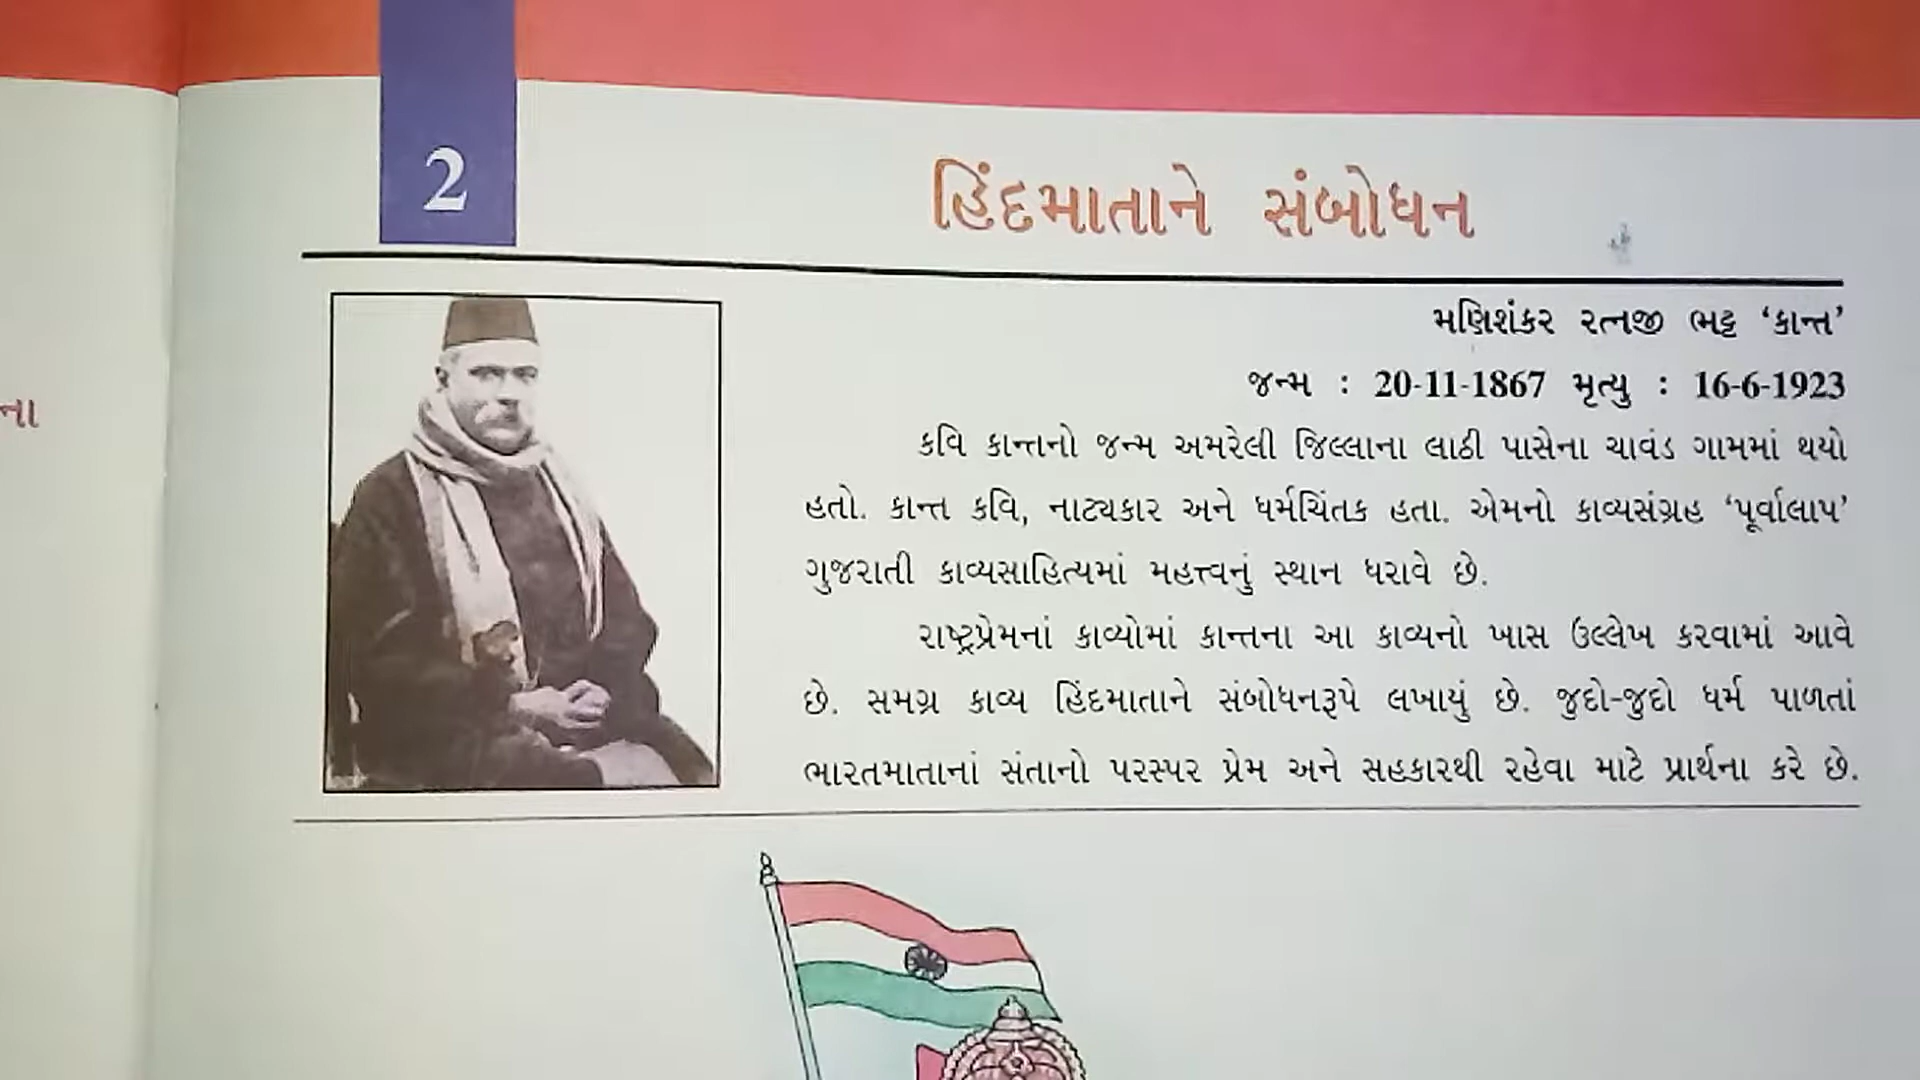 2
હિંદમાતાને સંબોધન
મણિશંકર રત્નજી ભટ્ટ ‘કાન્ત’
જન્મ : 20-11-1867 મૃત્યુ : 16-6-1923
કવિ કાન્તનો જન્મ અમરેલી જિલ્લાના લાઠી પાસેના ચાવંડ ગામમાં થયો
હતો. કાન્ત કવિ, નાટ્યકાર અને ધર્મચિંતક હતા. એમનો કાવ્યસંગ્રહ ‘પૂર્વાલાપ’
ગુજરાતી કાવ્યસાહિત્યમાં મહત્ત્વનું સ્થાન ધરાવે છે.
રાષ્ટ્રપ્રેમનાં કાવ્યોમાં કાન્તના આ કાવ્યનો ખાસ ઉલ્લેખ કરવામાં આવે
છે. સમગ્ર કાવ્ય હિંદમાતાને સંબોધનરૂપે લખાયું છે. જુદો-જુદો ધર્મ પાળતાં
ભારતમાતાનાં સંતાનો પરસ્પર પ્રેમ અને સહકારથી રહેવા માટે પ્રાર્થના કરે છે.